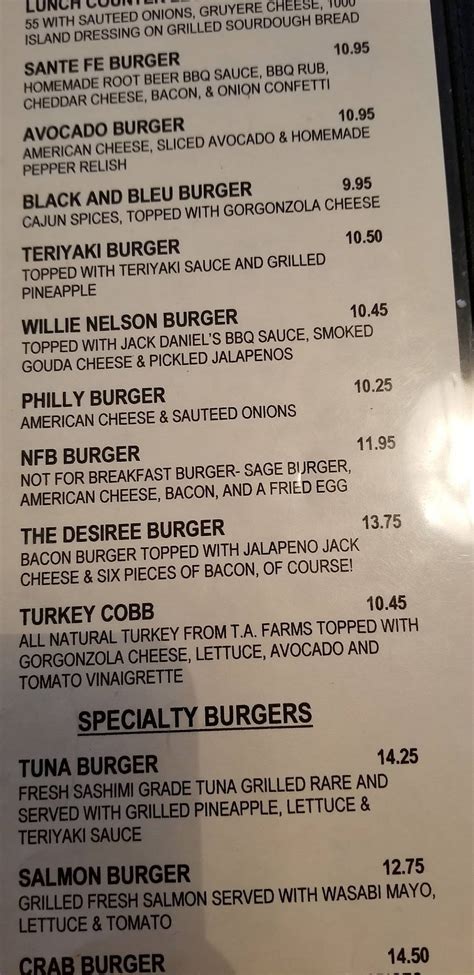 LUNCH COUNTER
55 WITH SAUTEED ONIONS, GRUYERE CHEESE, 1000
ISLAND DRESSING ON GRILLED SOURDOUGH BREAD
SANTE FE BURGER 10.95
HOMEMADE ROOT BEER BBQ SAUCE, BBQ RUB,
CHEDDAR CHEESE, BACON, & ONION CONFETTI
AVOCADO BURGER 10.95
AMERICAN CHEESE, SLICED AVOCADO & HOMEMADE
PEPPER RELISH
BLACK AND BLEU BURGER 9.95
CAJUN SPICES, TOPPED WITH GORGONZOLA CHEESE
TERIYAKI BURGER 10.50
TOPPED WITH TERIYAKI SAUCE AND GRILLED
PINEAPPLE
WILLIE NELSON BURGER 10.45
TOPPED WITH JACK DANIEL'S BBQ SAUCE, SMOKED
GOUDA CHEESE & PICKLED JALAPENOS
PHILLY BURGER 10.25
AMERICAN CHEESE & SAUTEED ONIONS
NFB BURGER 11.95
NOT FOR BREAKFAST BURGER- SAGE BURGER,
AMERICAN CHEESE, BACON, AND A FRIED EGG
THE DESIREE BURGER 13.75
BACON BURGER TOPPED WITH JALAPENO JACK
CHEESE & SIX PIECES OF BACON, OF COURSE!
TURKEY COBB 10.45
ALL NATURAL TURKEY FROM T.A. FARMS TOPPED WITH
GORGONZOLA CHEESE, LETTUCE, AVOCADO AND
TOMATO VINAIGRETTE
SPECIALTY BURGERS
TUNA BURGER 14.25
FRESH SASHIMI GRADE TUNA GRILLED RARE AND
SERVED WITH GRILLED PINEAPPLE, LETTUCE &
TERIYAKI SAUCE
SALMON BURGER 12.75
GRILLED FRESH SALMON SERVED WITH WASABI MAYO,
LETTUCE & TOMATO
CRAB BURGER 14.50